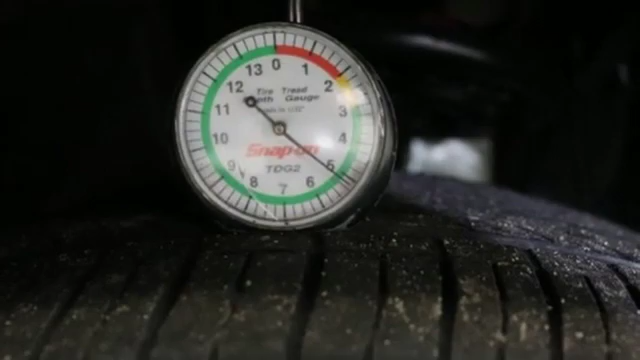 13 0 1
12 2
Tire Tread
Depth Gauge
11 3
10 4
Snap-on
9 5
TDG2
8 7 6